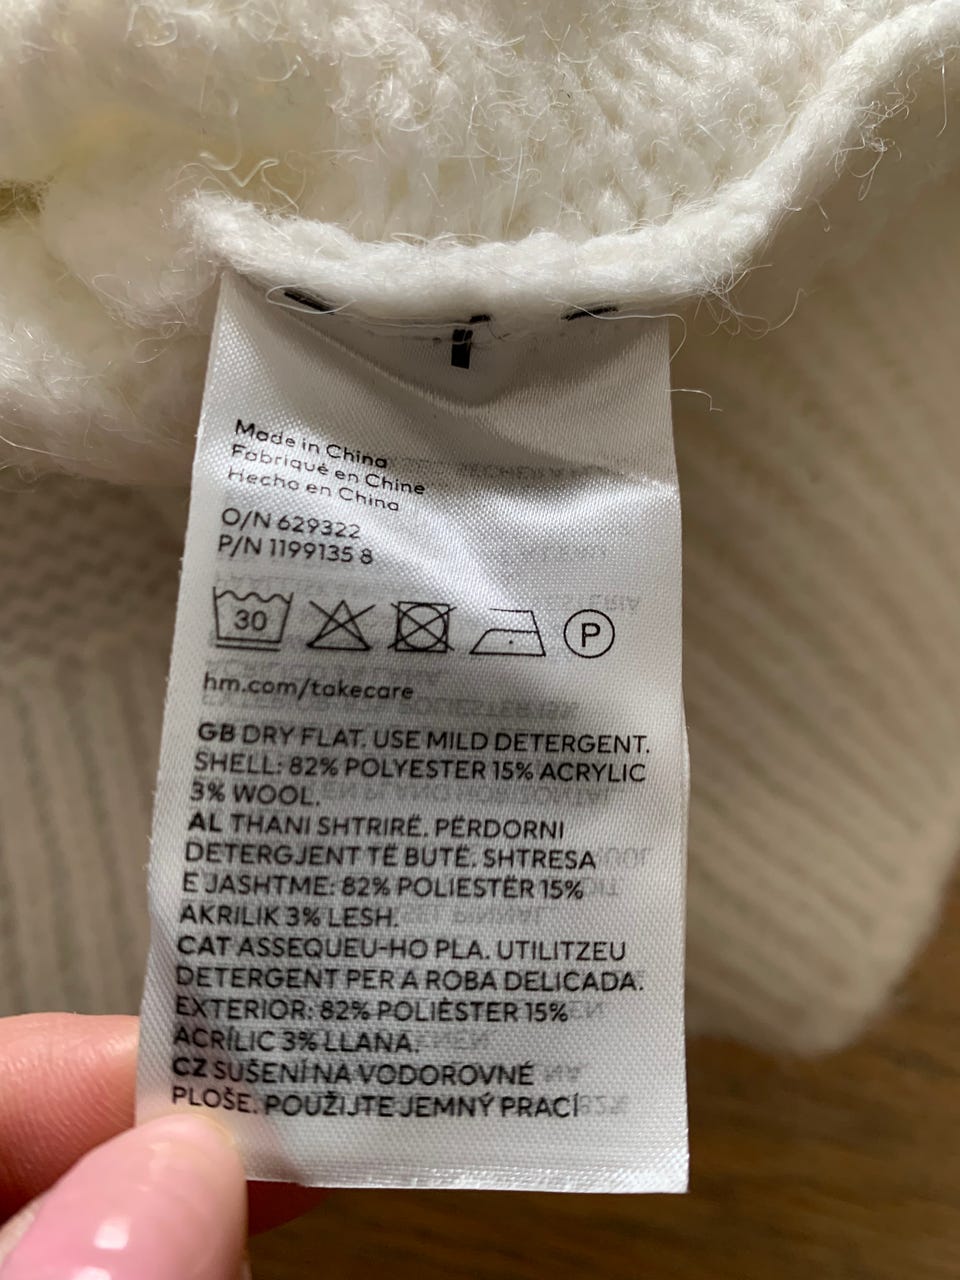 Made in China
Fabriqué en Chine
Hecho en China
O/N 629322
P/N 1199135 8
30 P
hm.com/takecare
GB DRY FLAT. USE MILD DETERGENT.
SHELL: 82% POLYESTER 15% ACRYLIC
3% WOOL.
AL THANI SHTRIRË. PËRDORNI
DETERGJENT TË BUTË. SHTRESA
E JASHTME: 82% POLIESTËR 15%
AKRILIK 3% LESH.
CAT ASSEQUEU-HO PLA. UTILITZEU
DETERGENT PER A ROBA DELICADA.
EXTERIOR: 82% POLIÈSTER 15%
ACRÍLIC 3% LLANA.
CZ SUŠENÍ NA VODOROVNÉ
PLOŠE. POUŽIJTE JEMNÝ PRACÍ